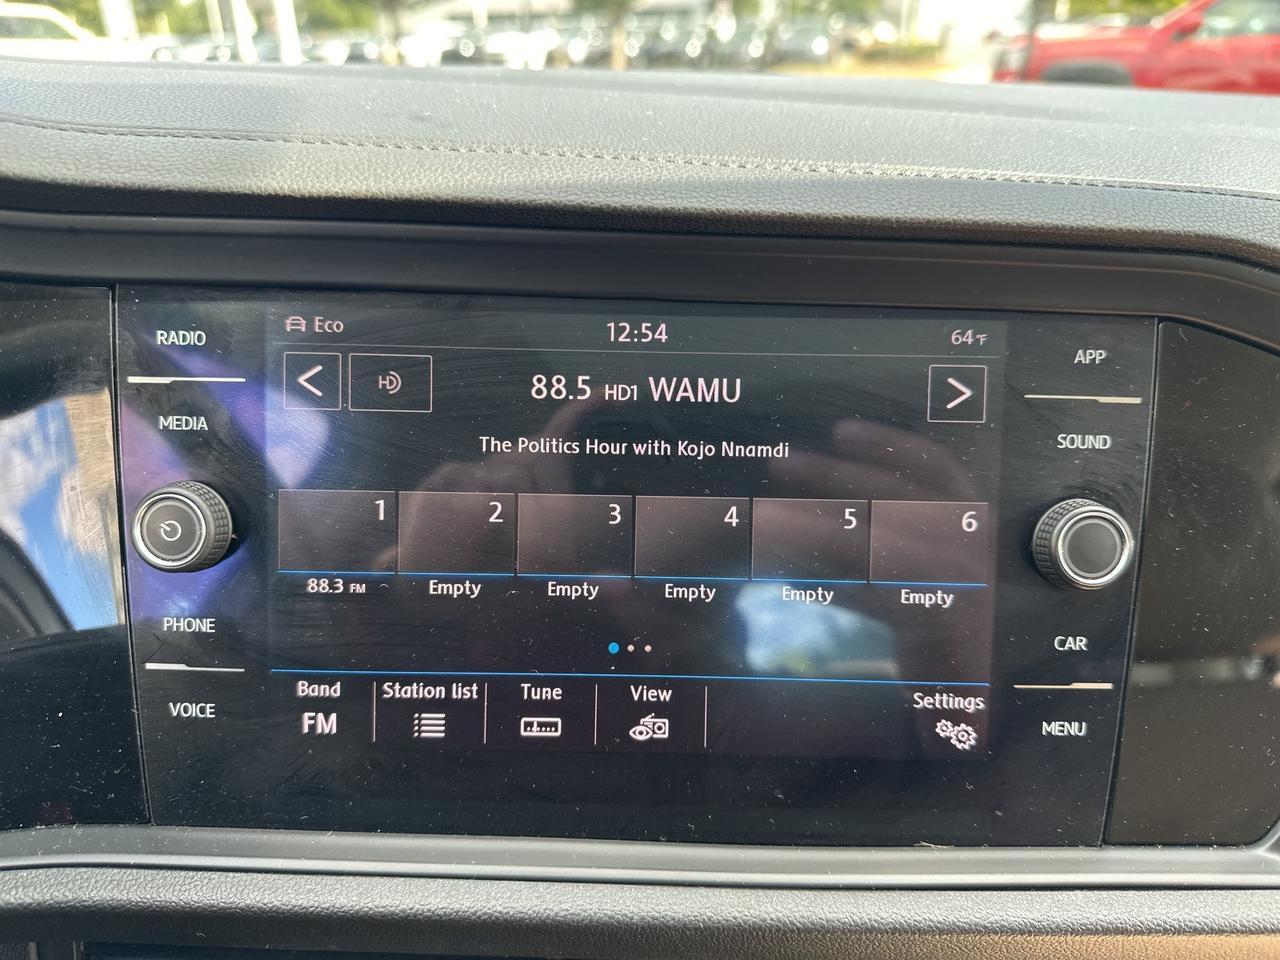 RADIO
MEDIA
PHONE
VOICE
Eco
12:54
64°F
HD
88.5 HD1 WAMU
The Politics Hour with Kojo Nnamdi
1 2 3 4 5 6
88.3 FM Empty Empty Empty Empty Empty
Band Station list Tune View Settings
FM
APP
SOUND
CAR
MENU